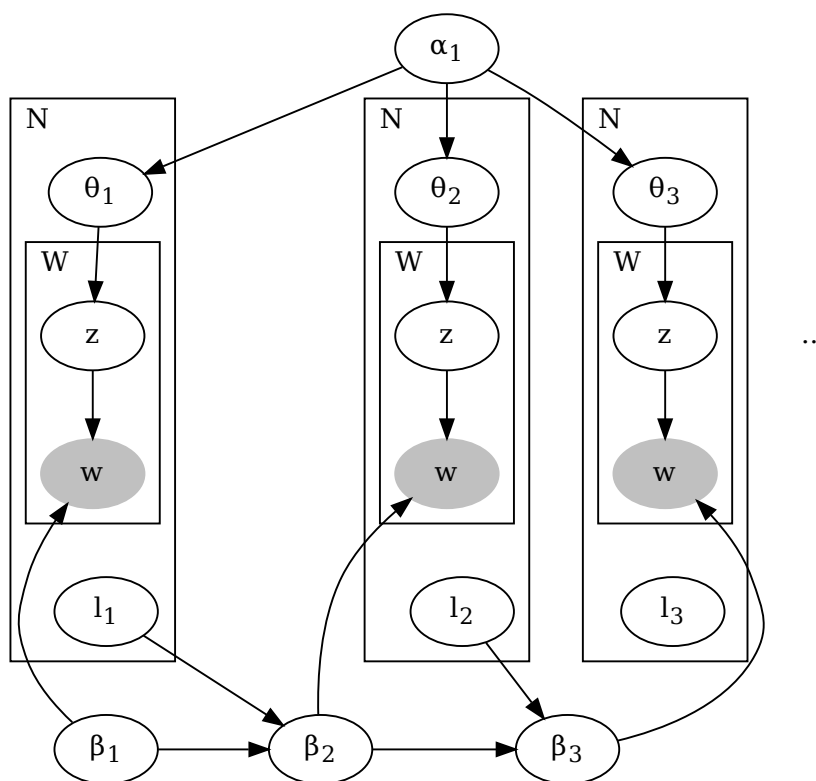 α₁
N N N
θ₁ θ₂ θ₃
W W W
z z z ..
w w w
l₁ l₂ l₃
β₁ β₂ β₃